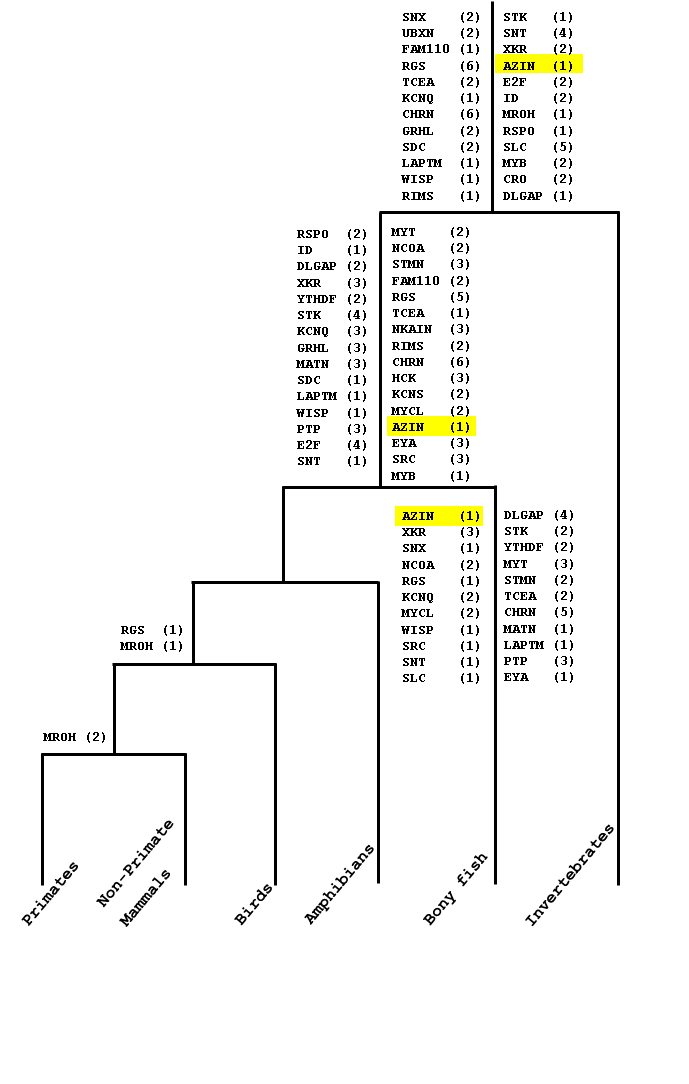 SNX (2) STK (1)
UBXN (2) SNT (4)
FAM110 (1) XKR (2)
RGS (6) AZIN (1)
TCEA (2) E2F (2)
KCNQ (1) ID (2)
CHRN (6) MROH (1)
GRHL (2) RSPO (1)
SDC (2) SLC (5)
LAPTM (1) MYB (2)
WISP (1) CRO (2)
RIMS (1) DLGAP (1)
RSPO (2) MYT (2)
ID (1) NCOA (2)
DLGAP (2) STMN (3)
XKR (3) FAM110 (2)
YTHDF (2) RGS (5)
STK (4) TCEA (1)
KCNQ (3) NKAIN (3)
GRHL (3) RIMS (2)
MATN (3) CHRN (6)
SDC (1) HCK (3)
LAPTM (1) KCNS (2)
WISP (1) MYCL (2)
PTP (3) AZIN (1)
E2F (4) EYA (3)
SNT (1) SRC (3)
MYB (1)
AZIN (1) DLGAP (4)
XKR (3) STK (2)
SNX (1) YTHDF (2)
NCOA (2) MYT (3)
RGS (1) STMN (2)
KCNQ (2) TCEA (2)
MYCL (2) CHRN (5)
WISP (1) MATN (1)
SRC (1) LAPTM (1)
SNT (1) PTP (3)
SLC (1) EYA (1)
RGS (1)
MROH (1)
MROH (2)
Primates
Non-Primate
Mammals
Birds
Amphibians
Bony fish
Invertebrates